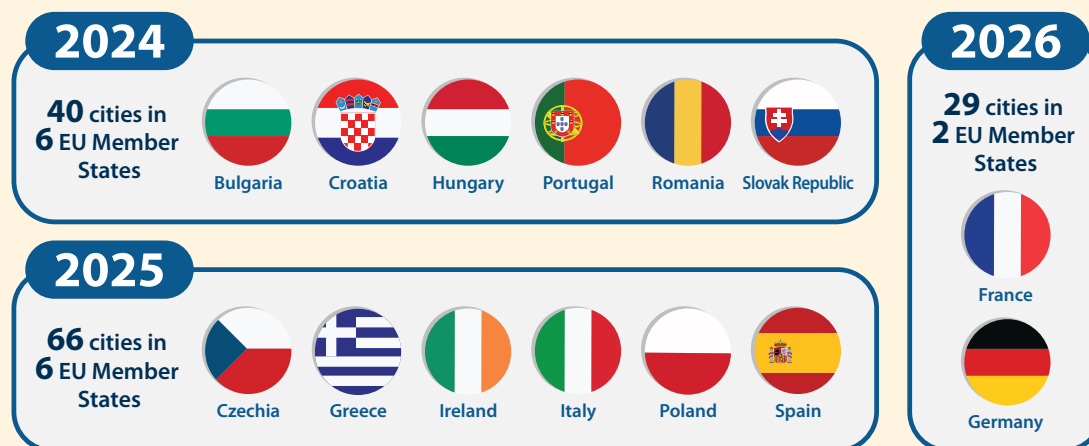 2024
40 cities in
6 EU Member
States
Bulgaria
Croatia
Hungary
Portugal
Romania
Slovak Republic
2025
66 cities in
6 EU Member
States
Czechia
Greece
Ireland
Italy
Poland
Spain
2026
29 cities in
2 EU Member
States
France
Germany